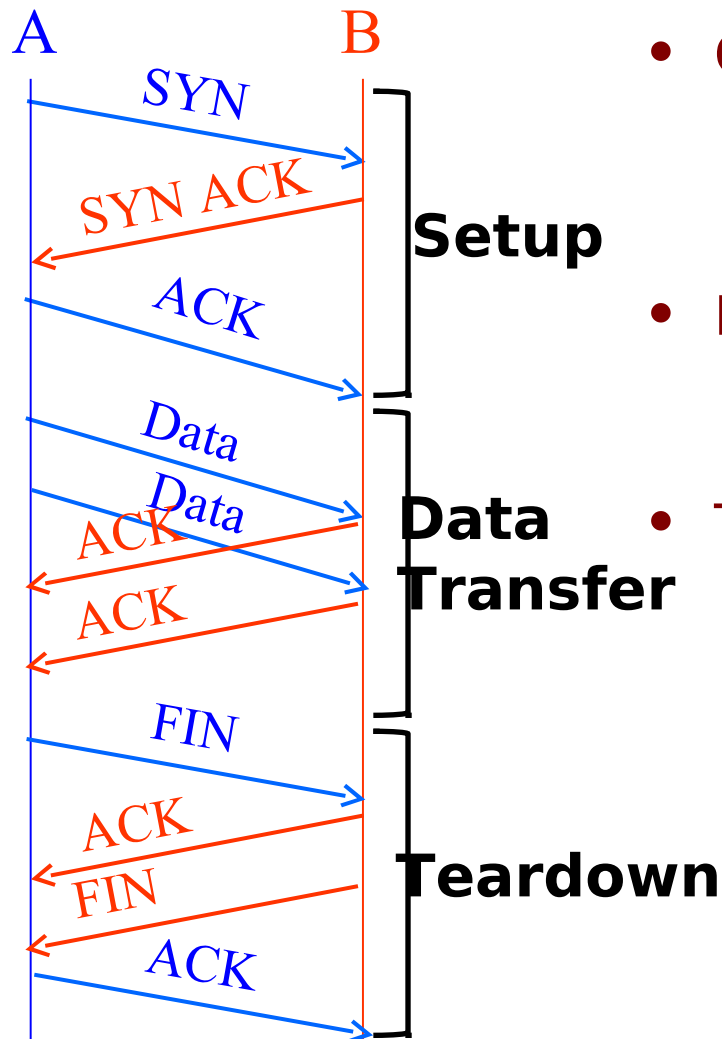 A B
SYN
SYN ACK
Setup
ACK
Data
Data
ACK
Data
Transfer
ACK
FIN
ACK
FIN
Teardown
ACK